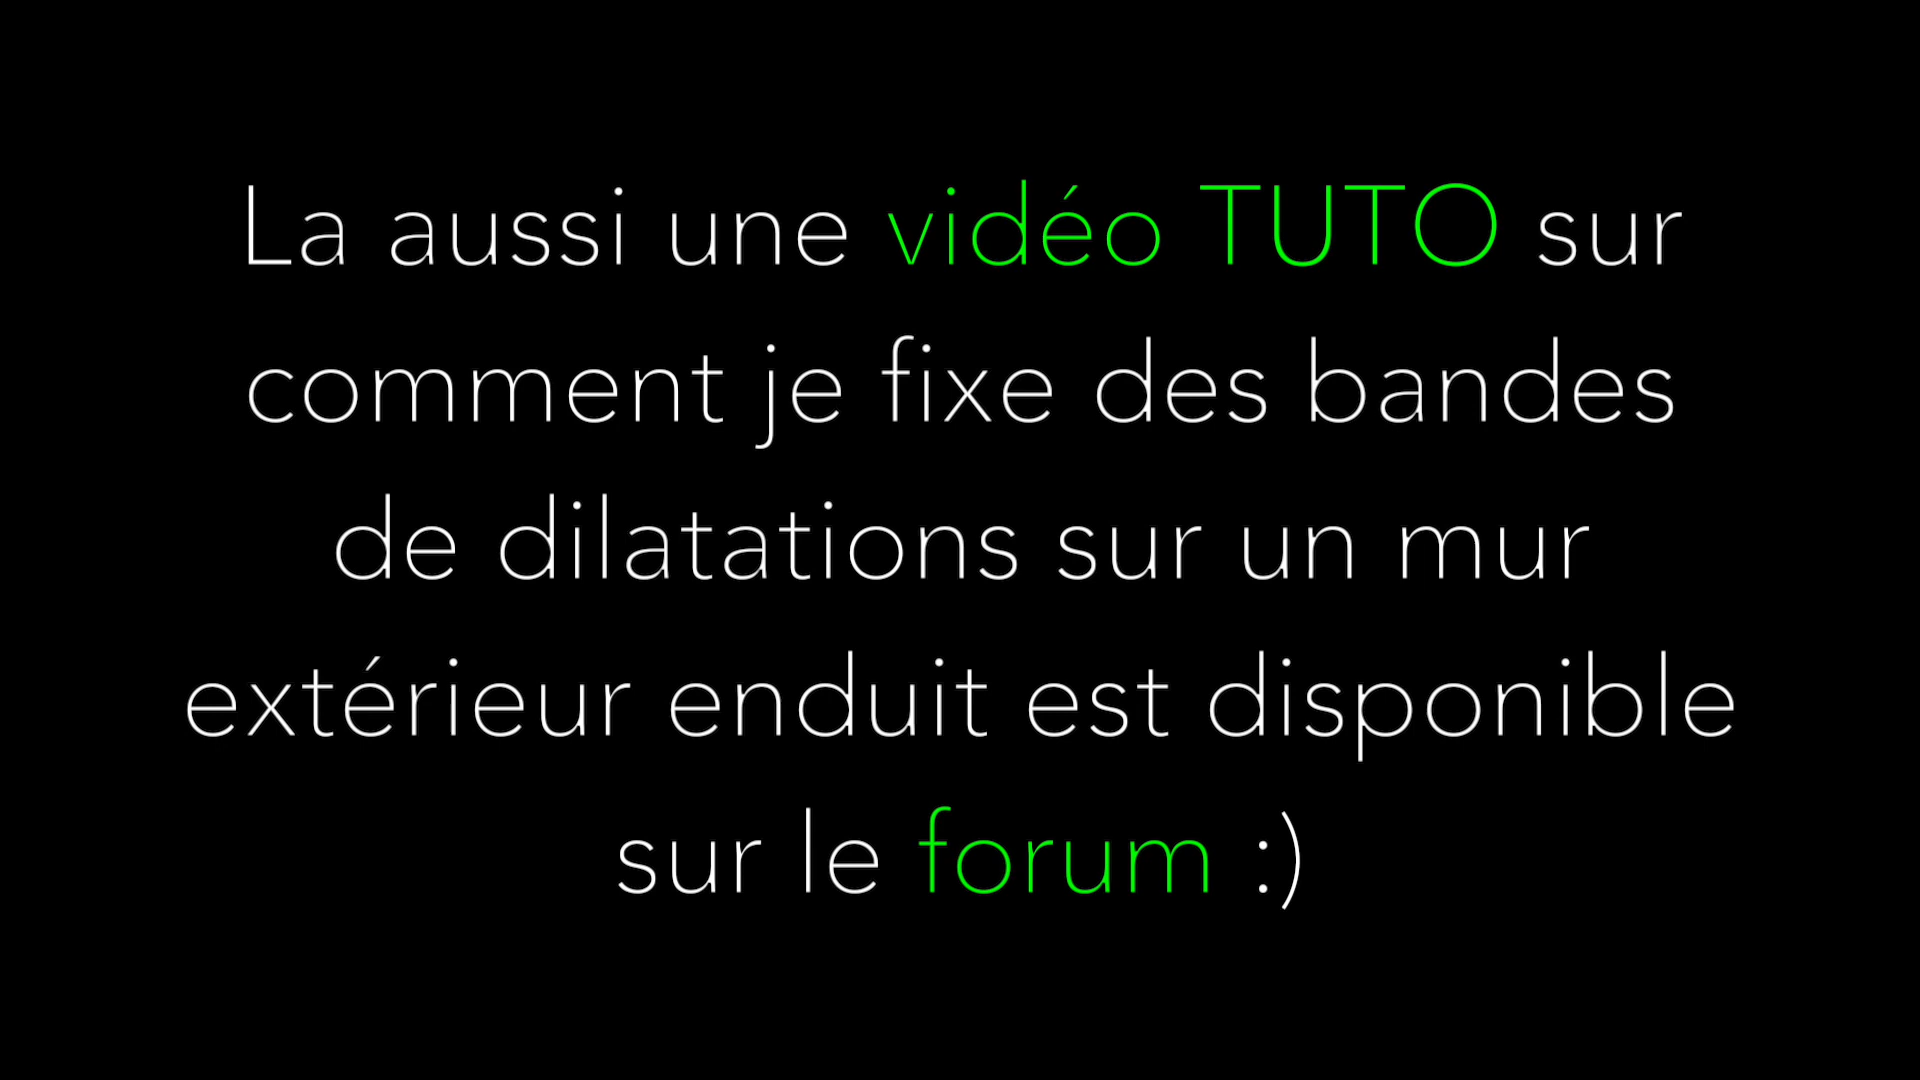 La aussi une vidéo TUTO sur
comment je fixe des bandes
de dilatations sur un mur
extérieur enduit est disponible
sur le forum :)